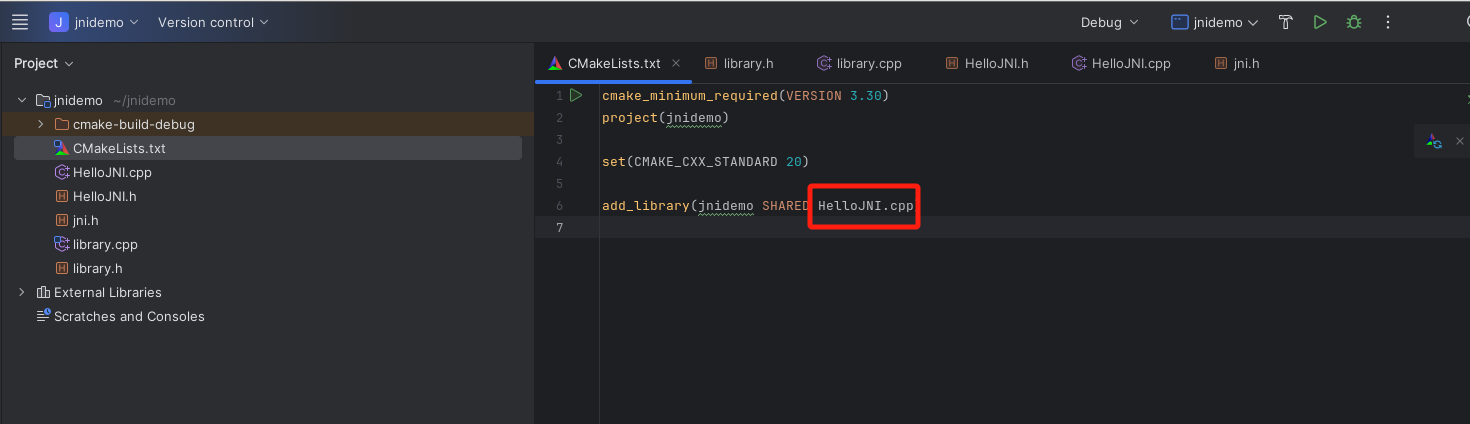 J jnidemo Version control Debug jnidemo
Project
CMakeLists.txt library.h library.cpp HelloJNI.h HelloJNI.cpp jni.h
jnidemo ~/jnidemo
cmake-build-debug
CMakeLists.txt
HelloJNI.cpp
HelloJNI.h
jni.h
library.cpp
library.h
External Libraries
Scratches and Consoles
1 cmake_minimum_required(VERSION 3.30)
2 project(jnidemo)
3
4 set(CMAKE_CXX_STANDARD 20)
5
6 add_library(jnidemo SHARED HelloJNI.cpp
7